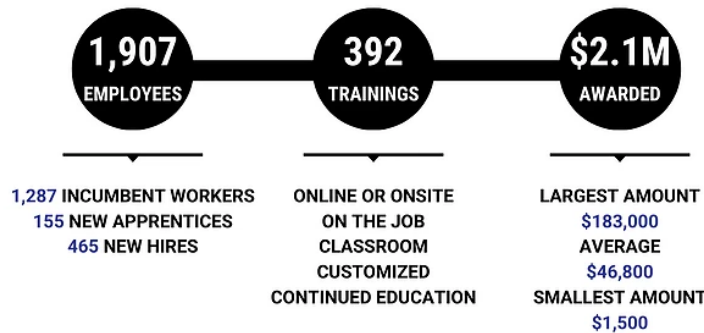 1,907
EMPLOYEES
392
TRAININGS
$2.1M
AWARDED
1,287 INCUMBENT WORKERS
155 NEW APPRENTICES
465 NEW HIRES
ONLINE OR ONSITE
ON THE JOB
CLASSROOM
CUSTOMIZED
CONTINUED EDUCATION
LARGEST AMOUNT
$183,000
AVERAGE
$46,800
SMALLEST AMOUNT
$1,500